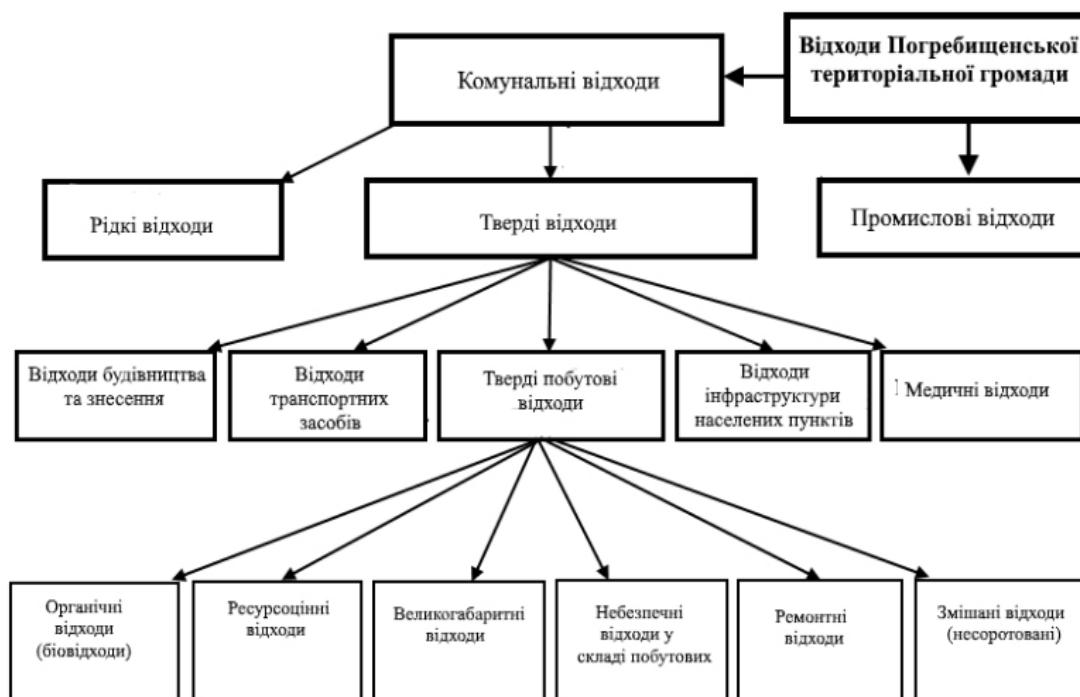 Відходи Погребищенської
територіальної громади
Комунальні відходи
Рідкі відходи
Тверді відходи
Промислові відходи
Відходи будівництва
та знесення
Відходи
транспортних
засобів
Тверді побутові
відходи
Відходи
інфраструктури
населених пунктів
Медичні відходи
Органічні
відходи
(біовідходи)
Ресурсоцінні
відходи
Великогабаритні
відходи
Небезпечні
відходи у
складі побутових
Ремонтні
відходи
Змішані відходи
(несоротовані)